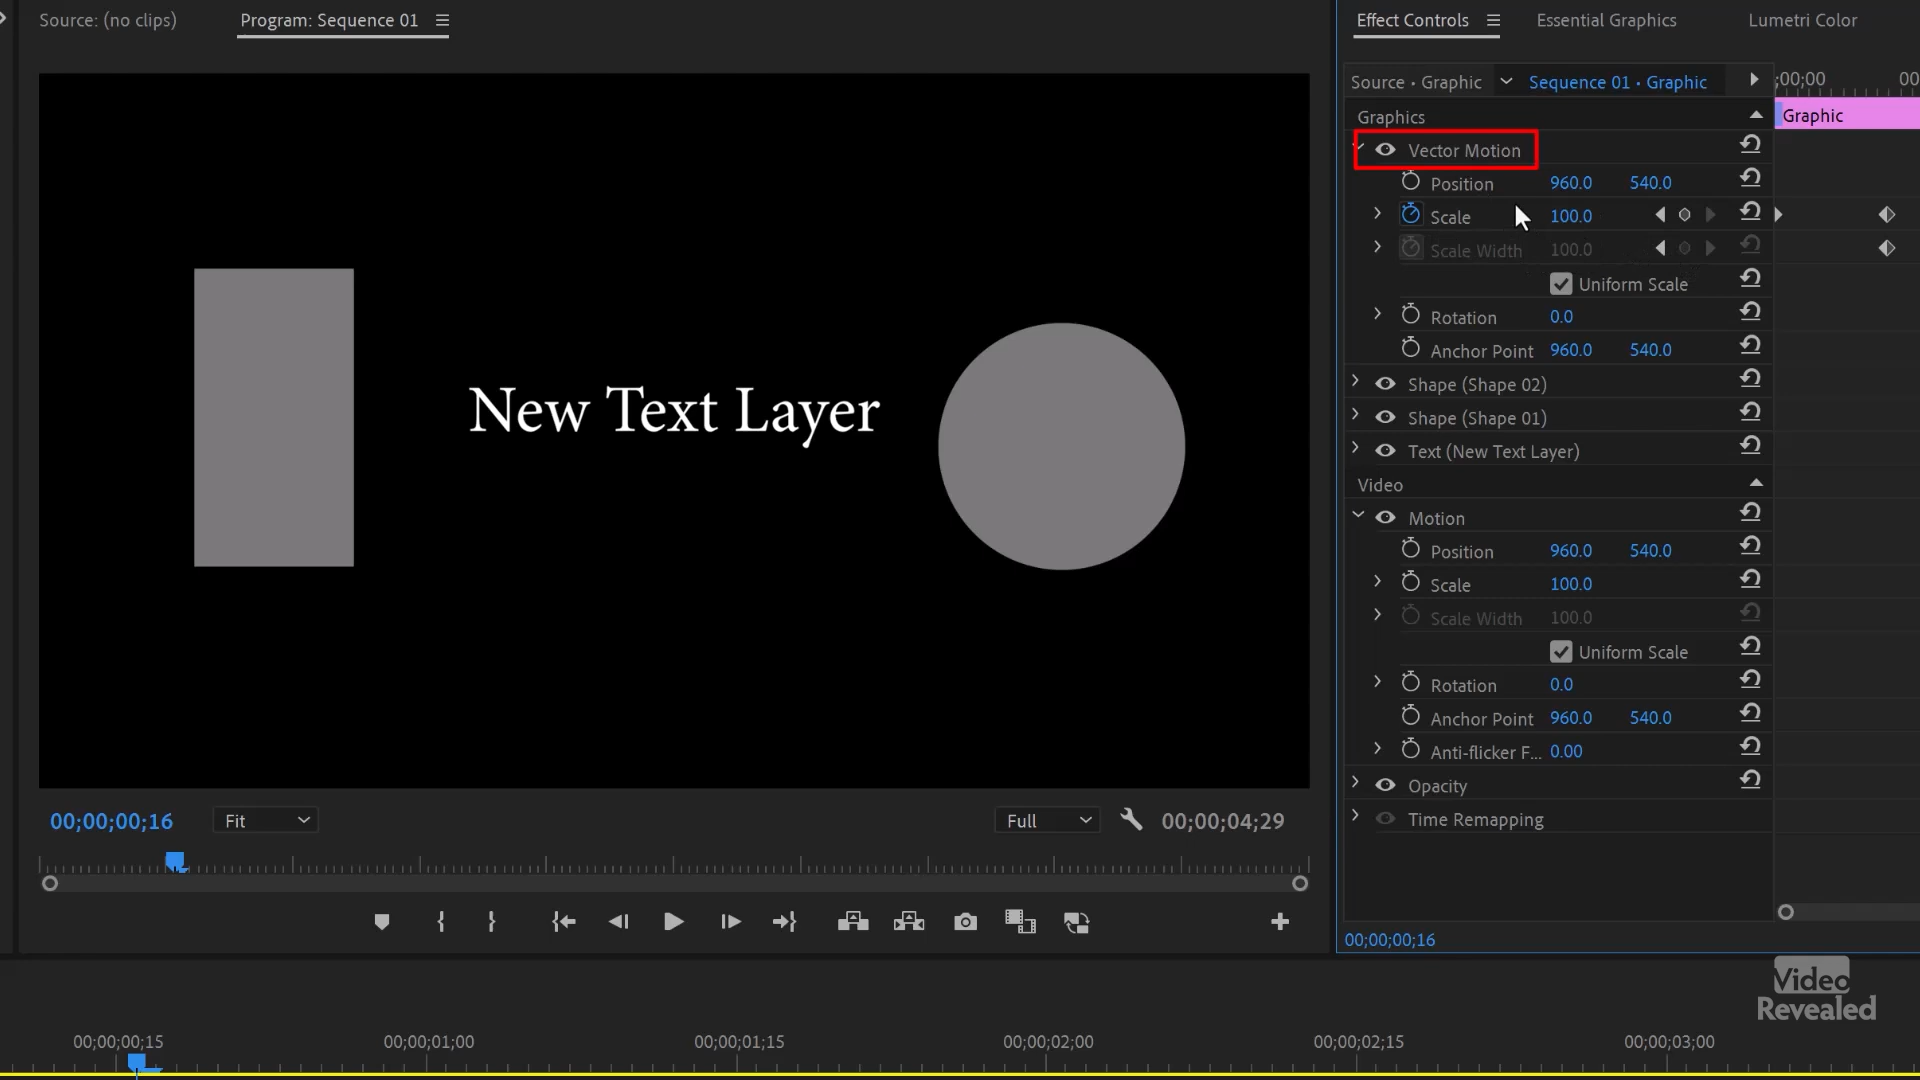 Source: (no clips)
Program: Sequence 01
Effect Controls
Essential Graphics
Lumetri Color
Source • Graphic
Sequence 01 • Graphic
;00;00
00
Graphics
Graphic
Vector Motion
Position 960.0 540.0
Scale 100.0
Scale Width 100.0
Uniform Scale
Rotation 0.0
Anchor Point 960.0 540.0
Shape (Shape 02)
Shape (Shape 01)
Text (New Text Layer)
Video
Motion
Position 960.0 540.0
Scale 100.0
Scale Width 100.0
Uniform Scale
Rotation 0.0
Anchor Point 960.0 540.0
Anti-flicker F... 0.00
Opacity
Time Remapping
00;00;00;16
New Text Layer
00;00;00;16
Fit
Full
00;00;04;29
Video
Revealed
00;00;00;15
00;00;01;00
00;00;01;15
00;00;02;00
00;00;02;15
00;00;03;00